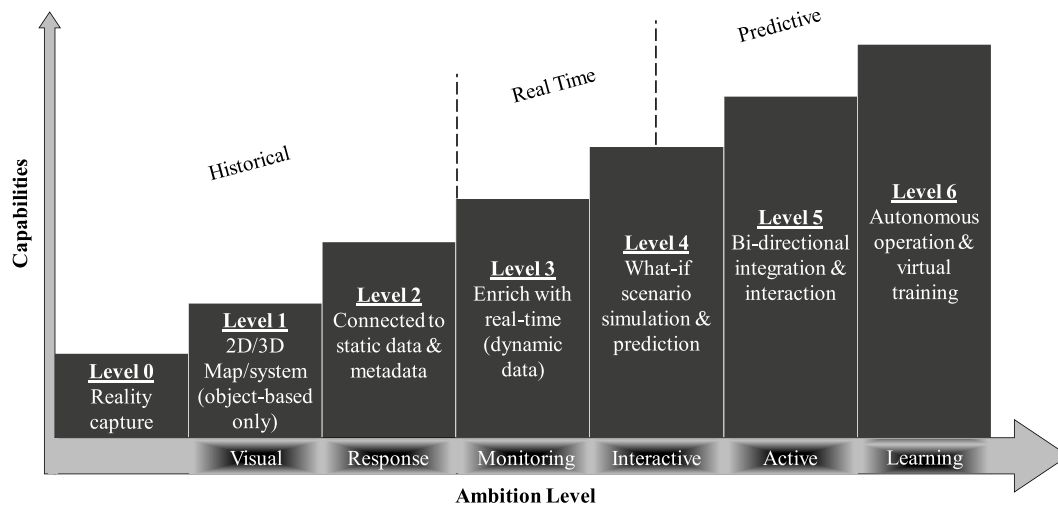 Predictive
Real Time
Historical
Capabilities
Level 0
Reality
capture
Level 1
2D/3D
Map/system
(object-based
only)
Level 2
Connected to
static data &
metadata
Level 3
Enrich with
real-time
(dynamic
data)
Level 4
What-if
scenario
simulation &
prediction
Level 5
Bi-directional
integration &
interaction
Level 6
Autonomous
operation &
virtual
training
Visual
Response
Monitoring
Interactive
Active
Learning
Ambition Level